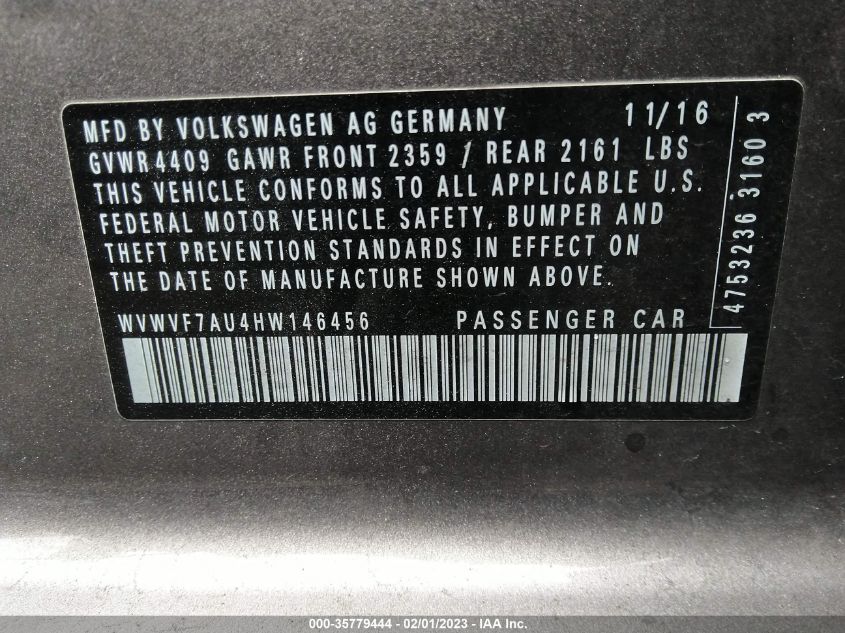 MFD BY VOLKSWAGEN AG GERMANY 11/16
GVWR4409 GAWR FRONT 2359 / REAR 2161 LBS
THIS VEHICLE CONFORMS TO ALL APPLICABLE U.S.
FEDERAL MOTOR VEHICLE SAFETY, BUMPER AND
THEFT PREVENTION STANDARDS IN EFFECT ON
THE DATE OF MANUFACTURE SHOWN ABOVE.
WVWVF7AU4HW146456 PASSENGER CAR
4753236 3160 3
000-35779444 - 02/01/2023 - IAA Inc.